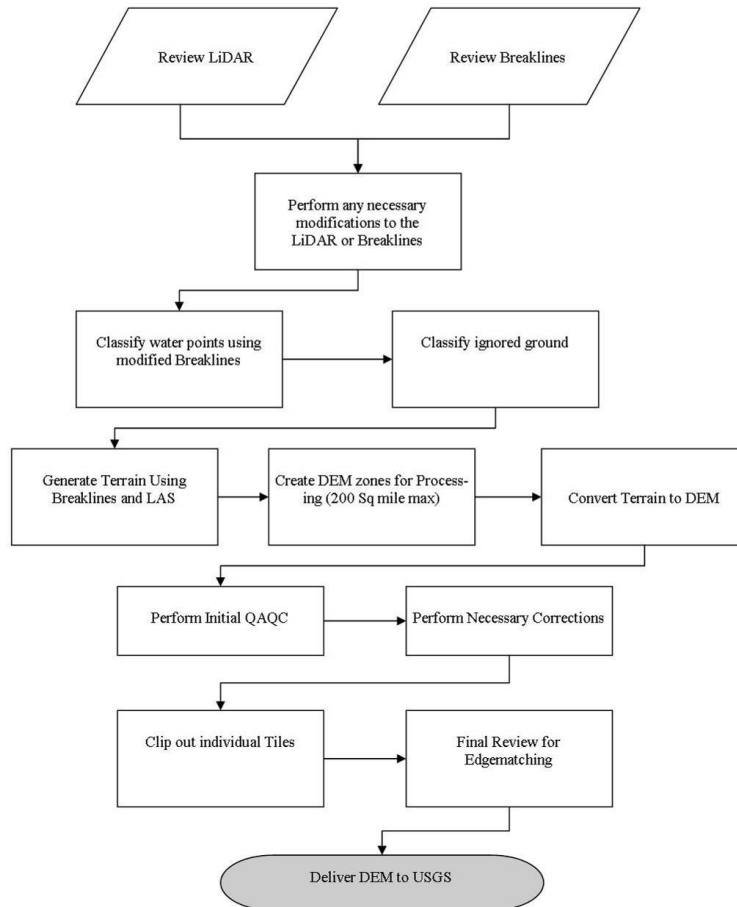 Review LiDAR
Review Breaklines
Perform any necessary
modifications to the
LiDAR or Breaklines
Classify water points using
modified Breaklines
Classify ignored ground
Generate Terrain Using
Breaklines and LAS
Create DEM zones for Process-
ing (200 Sq mile max)
Convert Terrain to DEM
Perform Initial QAQC
Perform Necessary Corrections
Clip out individual Tiles
Final Review for
Edgematching
Deliver DEM to USGS